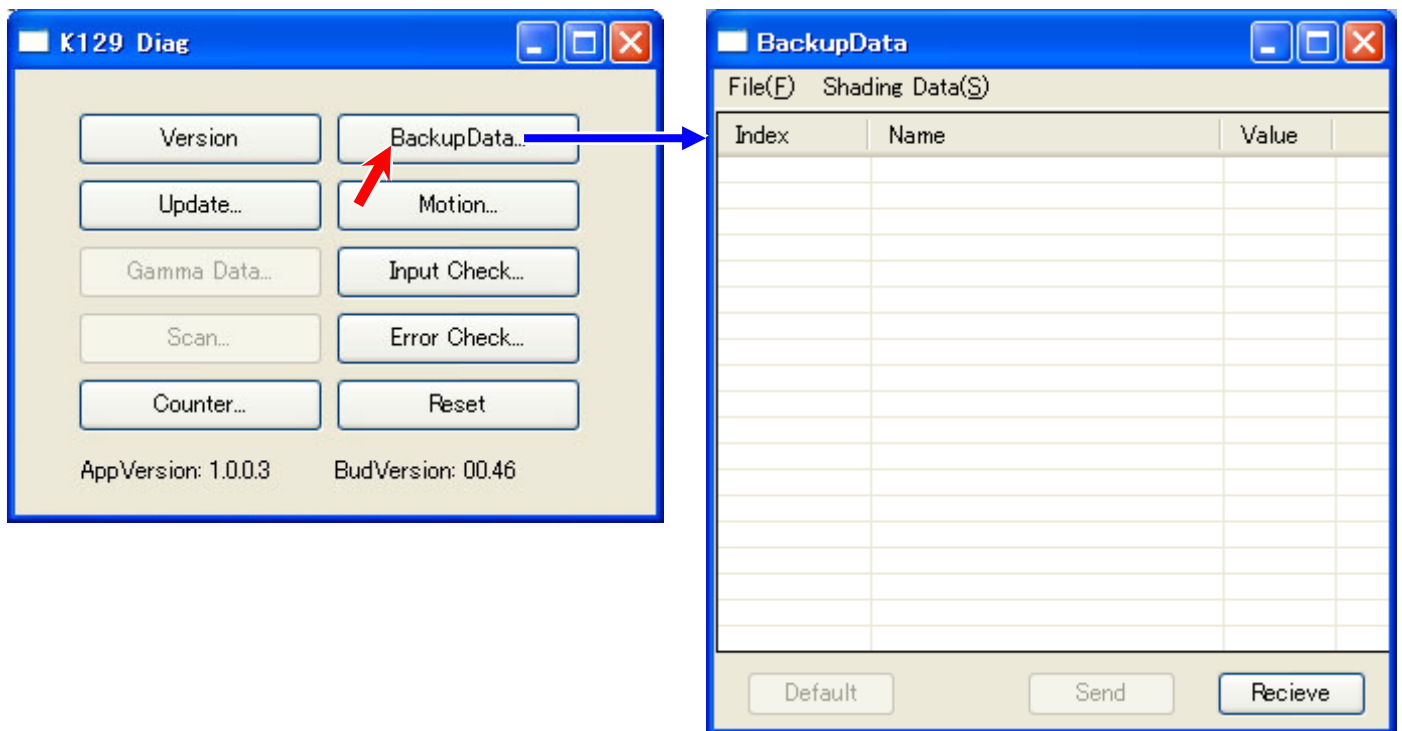 K129 Diag
Version
BackupData...
Update...
Motion...
Gamma Data...
Input Check...
Scan...
Error Check...
Counter...
Reset
AppVersion: 1.0.0.3
BudVersion: 00.46
BackupData
File(F) Shading Data(S)
Index Name Value
Default Send Recieve